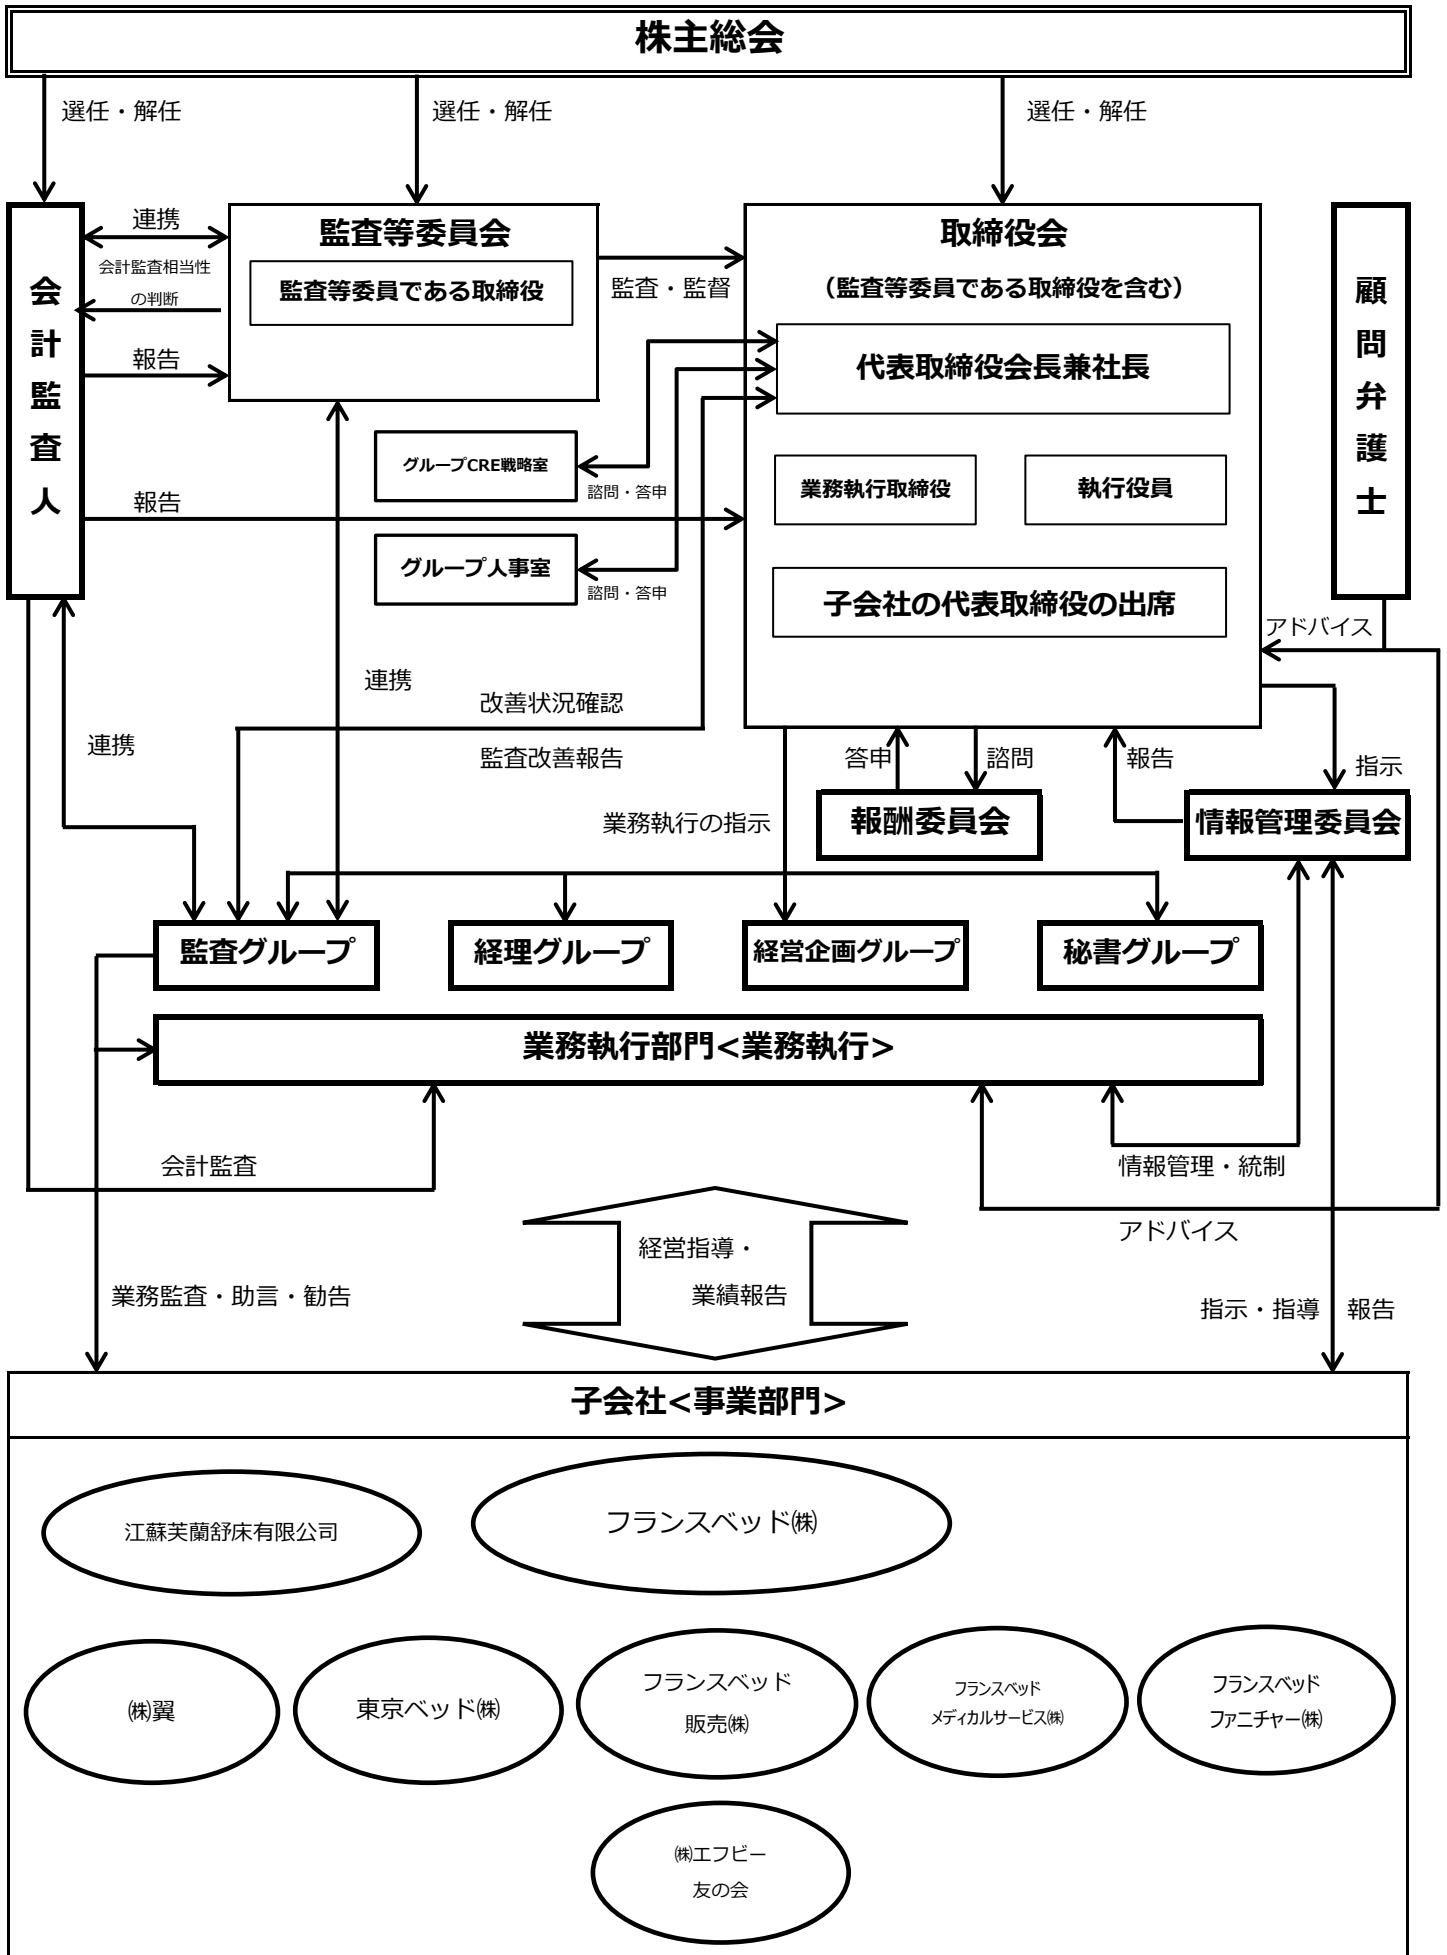 株主総会
選任・解任
選任・解任
選任・解任
会計監査人
連携
会計監査相当性
の判断
報告
監査等委員会
監査等委員である取締役
監査・監督
取締役会
（監査等委員である取締役を含む）
代表取締役会長兼社長
業務執行取締役
執行役員
子会社の代表取締役の出席
顧問弁護士
グループCRE戦略室
諮問・答申
報告
グループ人事室
諮問・答申
アドバイス
連携
連携
改善状況確認
監査改善報告
答申
諮問
報告
指示
業務執行の指示
報酬委員会
情報管理委員会
監査グループ
経理グループ
経営企画グループ
秘書グループ
業務執行部門<業務執行>
会計監査
情報管理・統制
アドバイス
経営指導・
業績報告
業務監査・助言・勧告
指示・指導
報告
子会社<事業部門>
江蘇芙蘭舒床有限公司
フランスベッド㈱
㈱翼
東京ベッド㈱
フランスベッド
販売㈱
フランスベッド
メディカルサービス㈱
フランスベッド
ファニチャー㈱
㈱エフビー
友の会